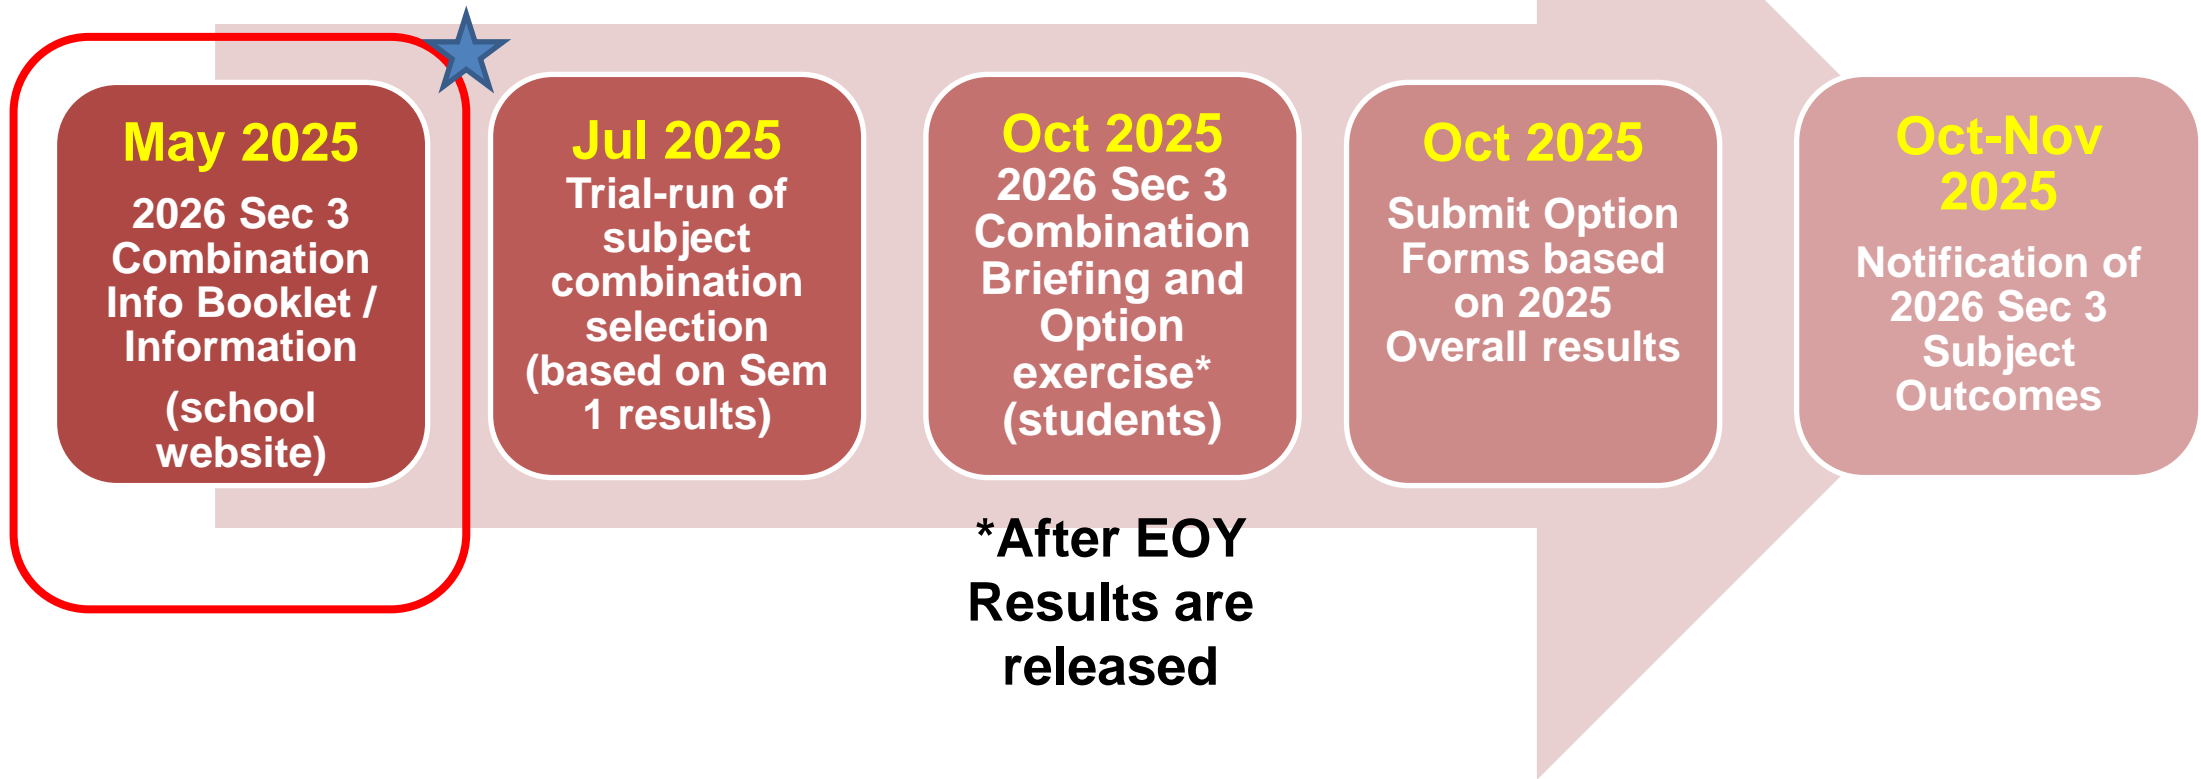 May 2025
2026 Sec 3
Combination
Info Booklet /
Information
(school
website)
Jul 2025
Trial-run of
subject
combination
selection
(based on Sem
1 results)
Oct 2025
2026 Sec 3
Combination
Briefing and
Option
exercise*
(students)
*After EOY
Results are
released
Oct 2025
Submit Option
Forms based
on 2025
Overall results
Oct-Nov
2025
Notification of
2026 Sec 3
Subject
Outcomes